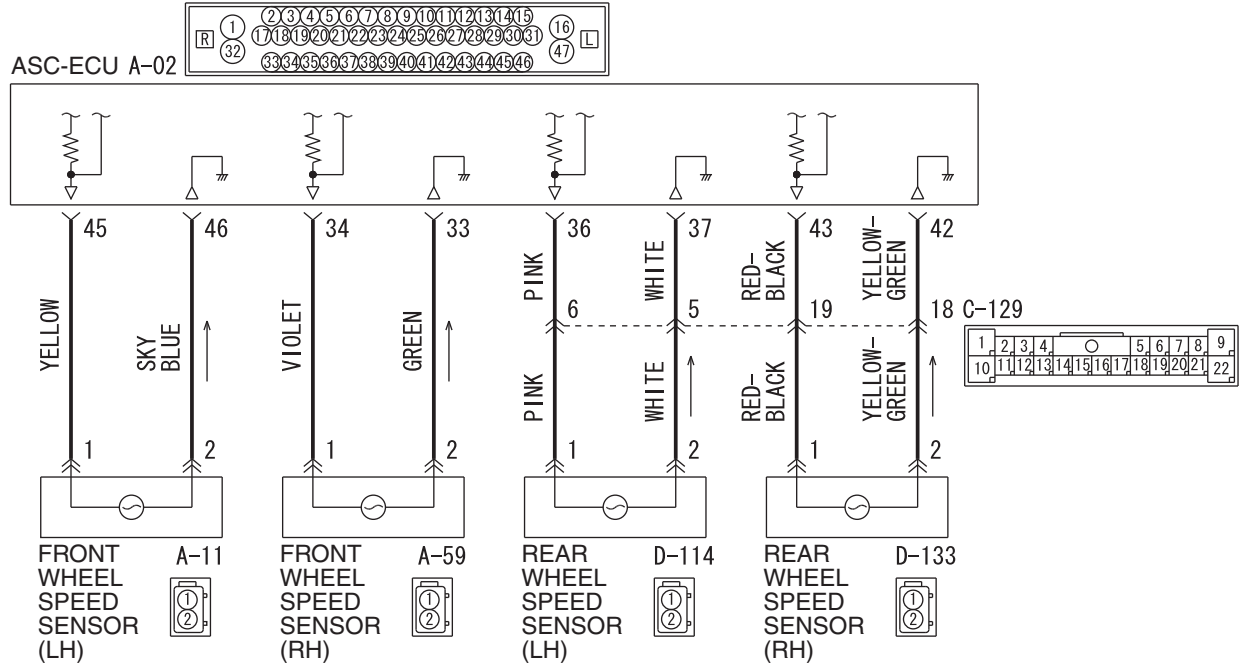 2 3 4 5 6 7 8 9 10 11 12 13 14 15
R 1 17 18 19 20 21 22 23 24 25 26 27 28 29 30 31 16 L
32 47
33 34 35 36 37 38 39 40 41 42 43 44 45 46
ASC-ECU A-02
45 46 34 33 36 37 43 42
YELLOW
SKY
BLUE
VIOLET
GREEN
PINK
WHITE
RED-
BLACK
YELLOW-
GREEN
6 5 19 18 C-129
1 2 3 4 5 6 7 8 9
10 11 12 13 14 15 16 17 18 19 20 21 22
PINK
WHITE
RED-
BLACK
YELLOW-
GREEN
1 2 1 2 1 2 1 2
FRONT
WHEEL
SPEED
SENSOR
(LH)
A-11
1
2
FRONT
WHEEL
SPEED
SENSOR
(RH)
A-59
1
2
REAR
WHEEL
SPEED
SENSOR
(LH)
D-114
1
2
REAR
WHEEL
SPEED
SENSOR
(RH)
D-133
1
2